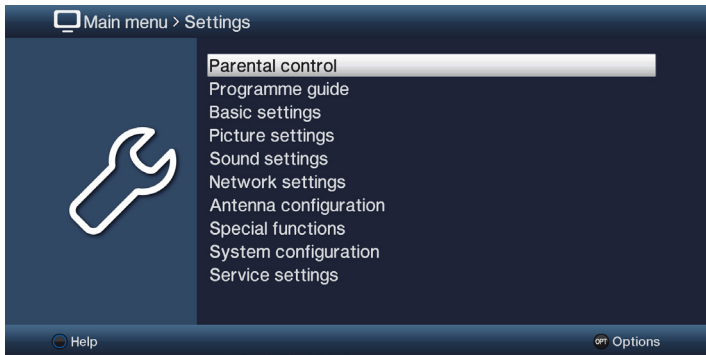 Main menu > Settings
Parental control
Programme guide
Basic settings
Picture settings
Sound settings
Network settings
Antenna configuration
Special functions
System configuration
Service settings
Help
OPT Options